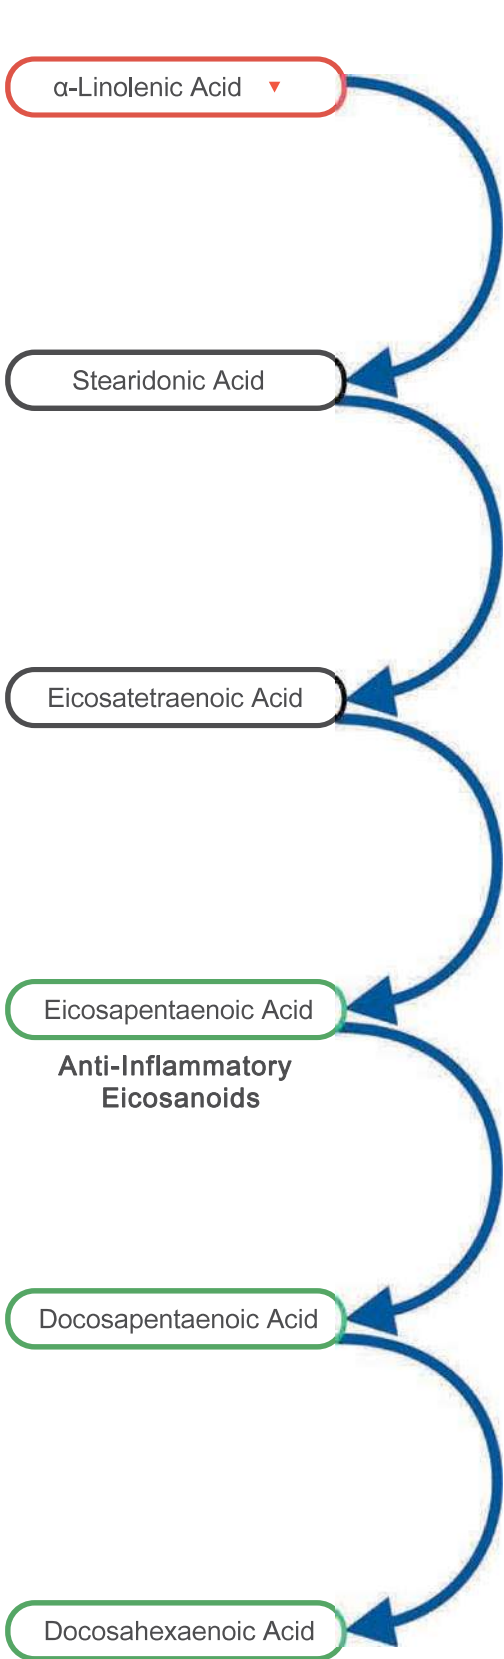 α-Linolenic Acid ▼
Stearidonic Acid
Eicosatetraenoic Acid
Eicosapentaenoic Acid
Anti-Inflammatory
Eicosanoids
Docosapentaenoic Acid
Docosahexaenoic Acid